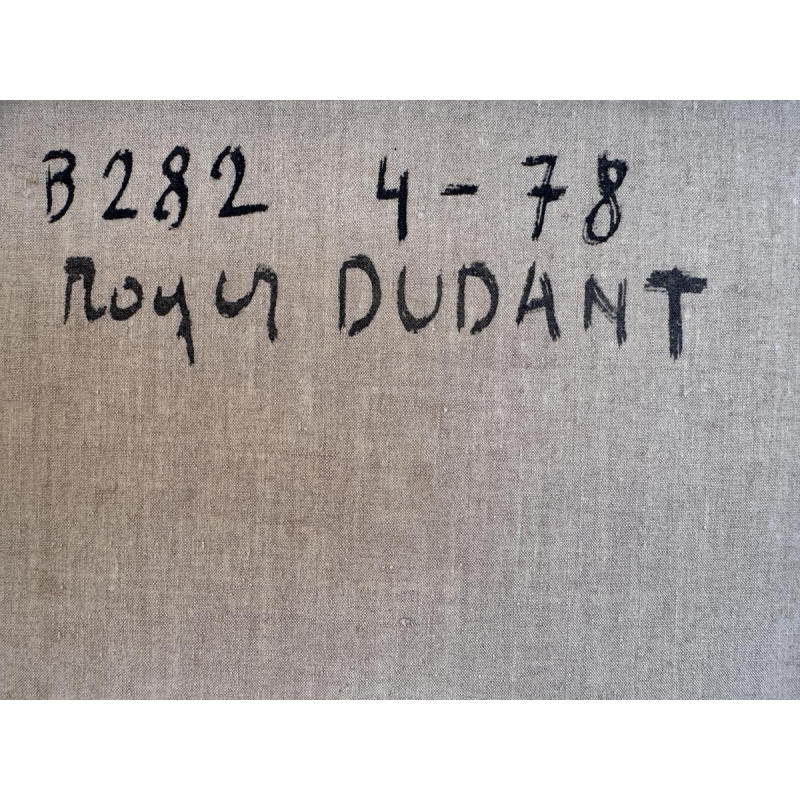 B282 4-78
Roger DUDANT